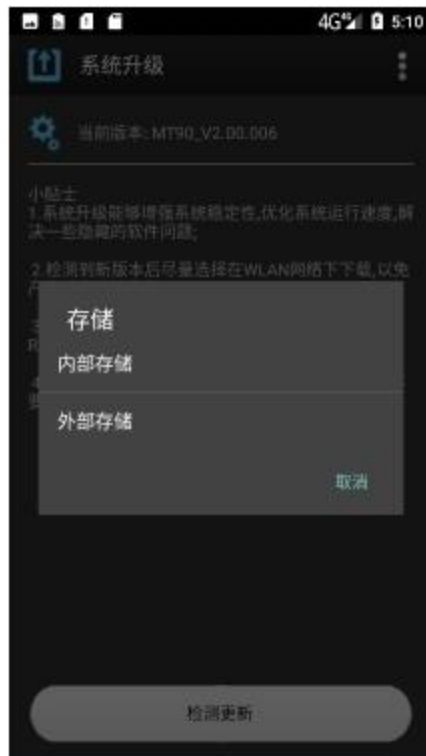 4G 5:10
系统升级
当前版本: MT90_V2.00.006
小贴士
1.系统升级能够增强系统稳定性,优化系统运行速度,解
决一些隐藏的软件问题;
2.检测到新版本后尽量选择在WLAN网络下下载,以免
存储
内部存储
外部存储
取消
检测更新